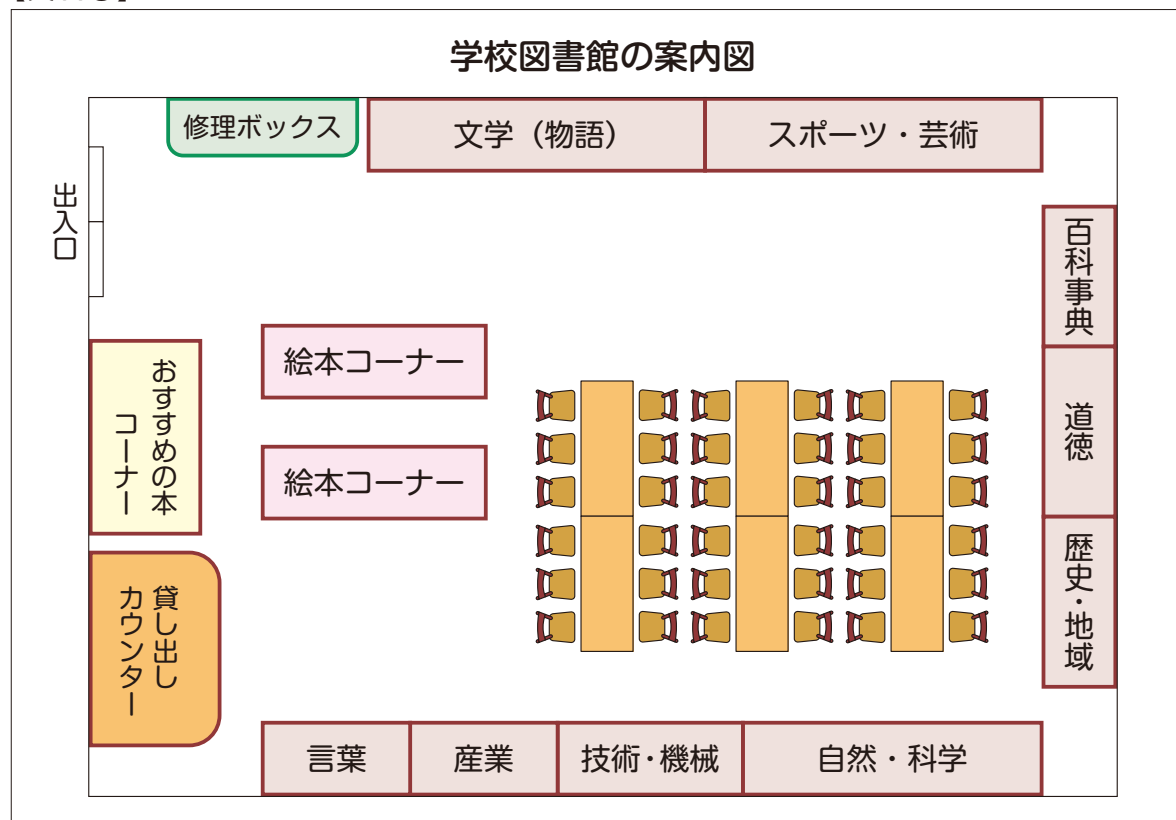 学校図書館の案内図
修理ボックス
文学（物語）
スポーツ・芸術
出入口
百科事典
絵本コーナー
おすすめの本
コーナー
道徳
絵本コーナー
歴史・地域
貸し出し
カウンター
言葉
産業
技術・機械
自然・科学